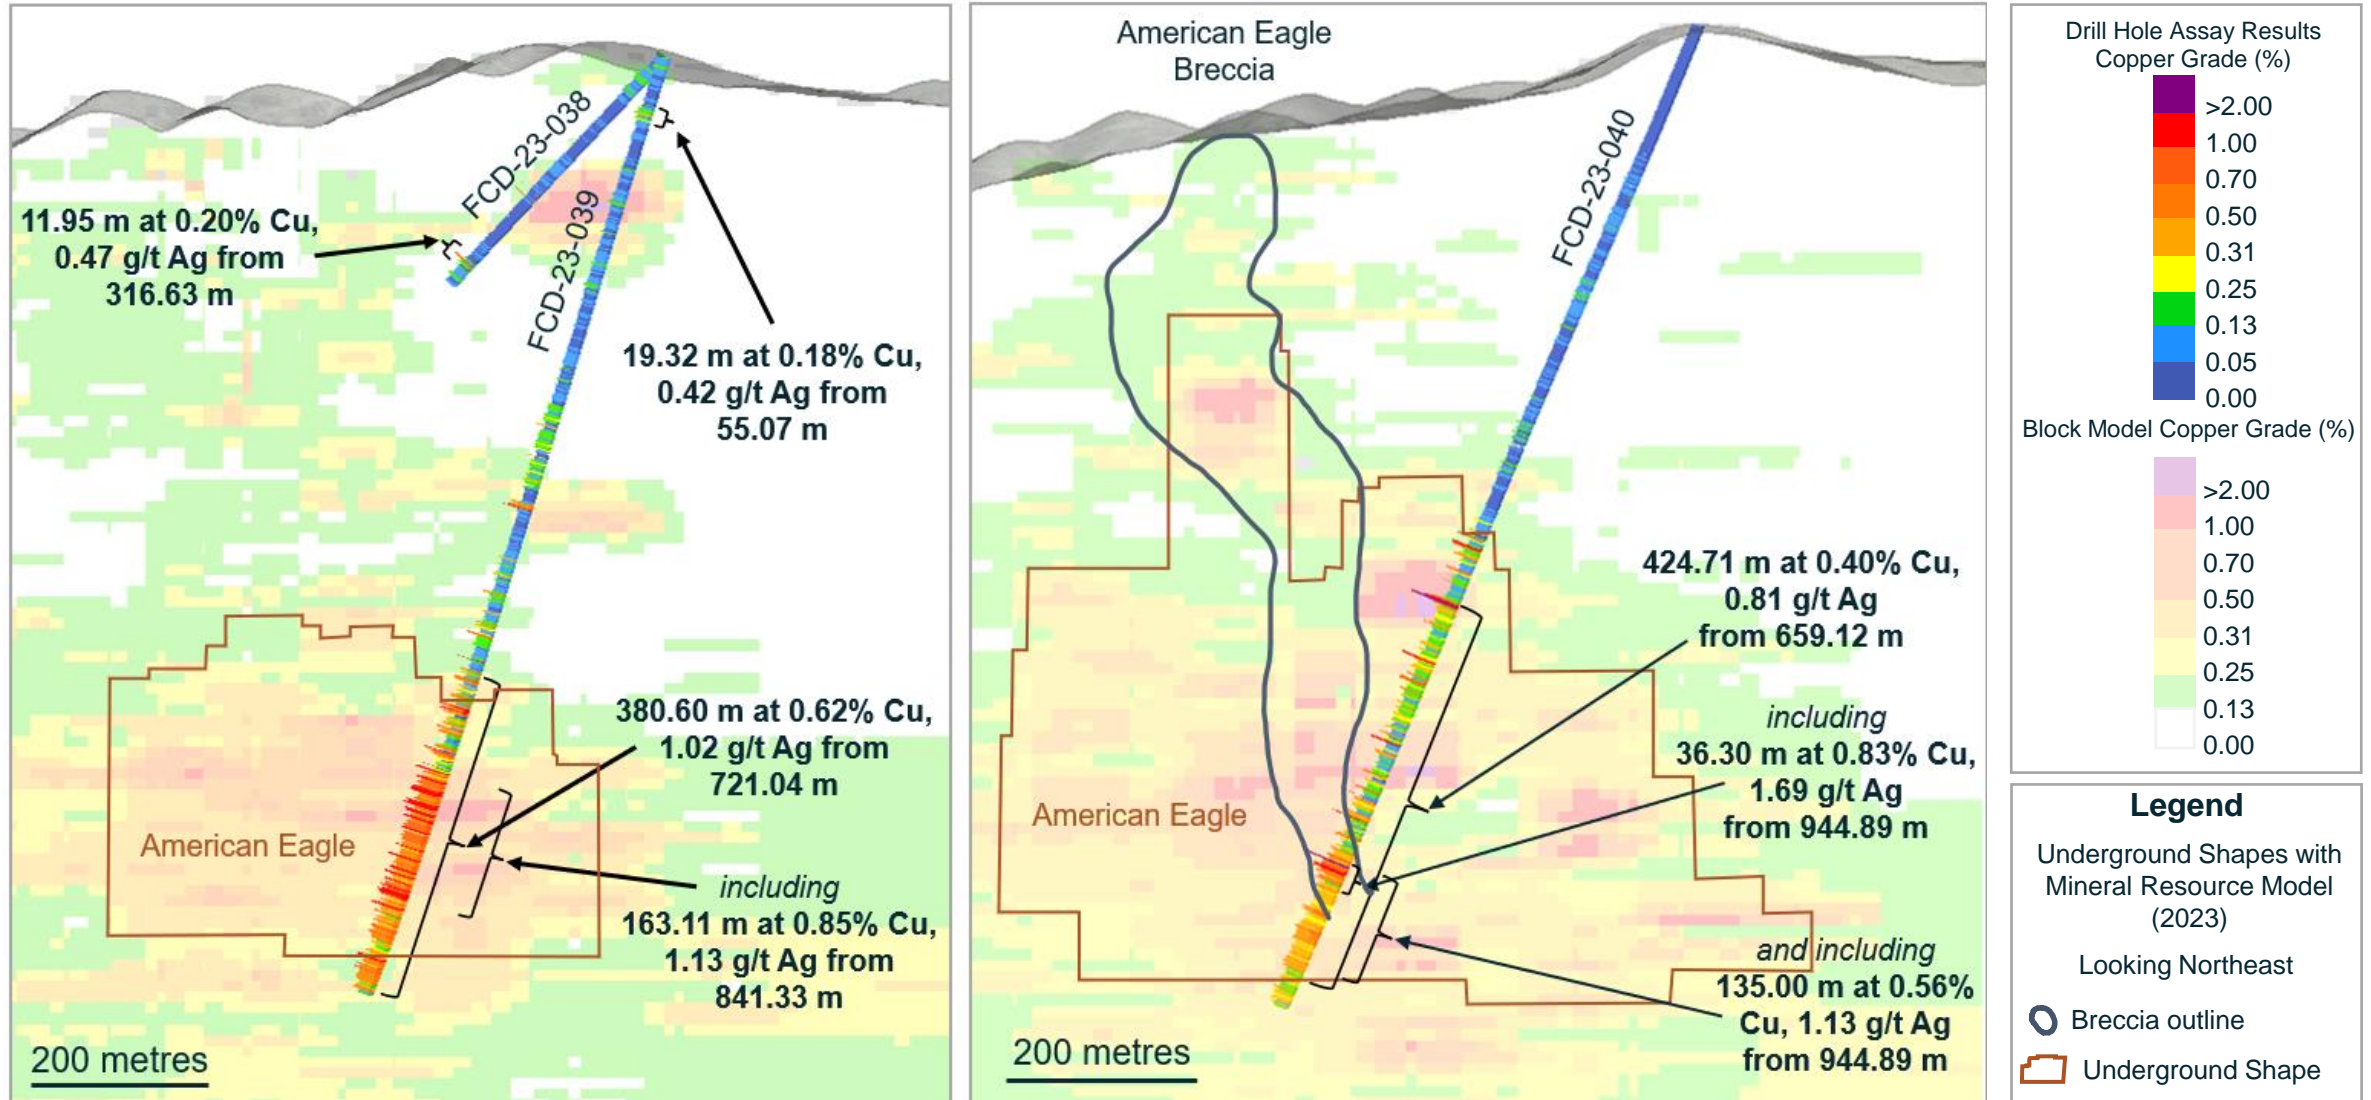 FCD-23-038
FCD-23-039
11.95 m at 0.20% Cu,
0.47 g/t Ag from
316.63 m
19.32 m at 0.18% Cu,
0.42 g/t Ag from
55.07 m
380.60 m at 0.62% Cu,
1.02 g/t Ag from
721.04 m
American Eagle
including
163.11 m at 0.85% Cu,
1.13 g/t Ag from
841.33 m
200 metres
American Eagle
Breccia
FCD-23-040
424.71 m at 0.40% Cu,
0.81 g/t Ag
from 659.12 m
including
36.30 m at 0.83% Cu,
1.69 g/t Ag
from 944.89 m
American Eagle
and including
135.00 m at 0.56%
Cu, 1.13 g/t Ag
from 944.89 m
200 metres
Drill Hole Assay Results
Copper Grade (%)
>2.00
1.00
0.70
0.50
0.31
0.25
0.13
0.05
0.00
Block Model Copper Grade (%)
>2.00
1.00
0.70
0.50
0.31
0.25
0.13
0.00
Legend
Underground Shapes with
Mineral Resource Model
(2023)
Looking Northeast
Breccia outline
Underground Shape